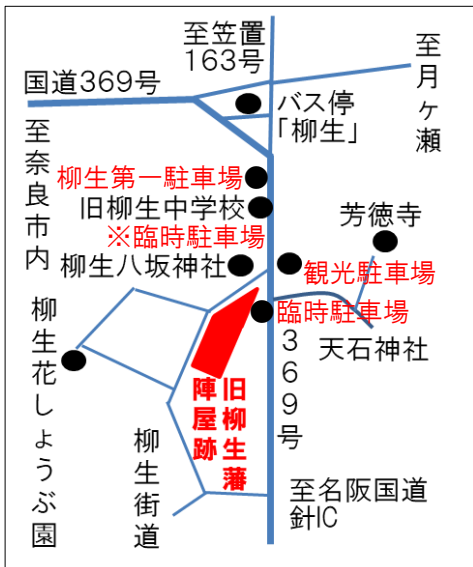 至笠置
163号
至月ヶ瀬
国道369号
バス停
「柳生」
至奈良市内
柳生第一駐車場
旧柳生中学校
※臨時駐車場
芳徳寺
柳生八坂神社
観光駐車場
臨時駐車場
天石神社
369号
柳生花しょうぶ園
旧柳生藩
陣屋跡
柳生街道
至名阪国道
針IC